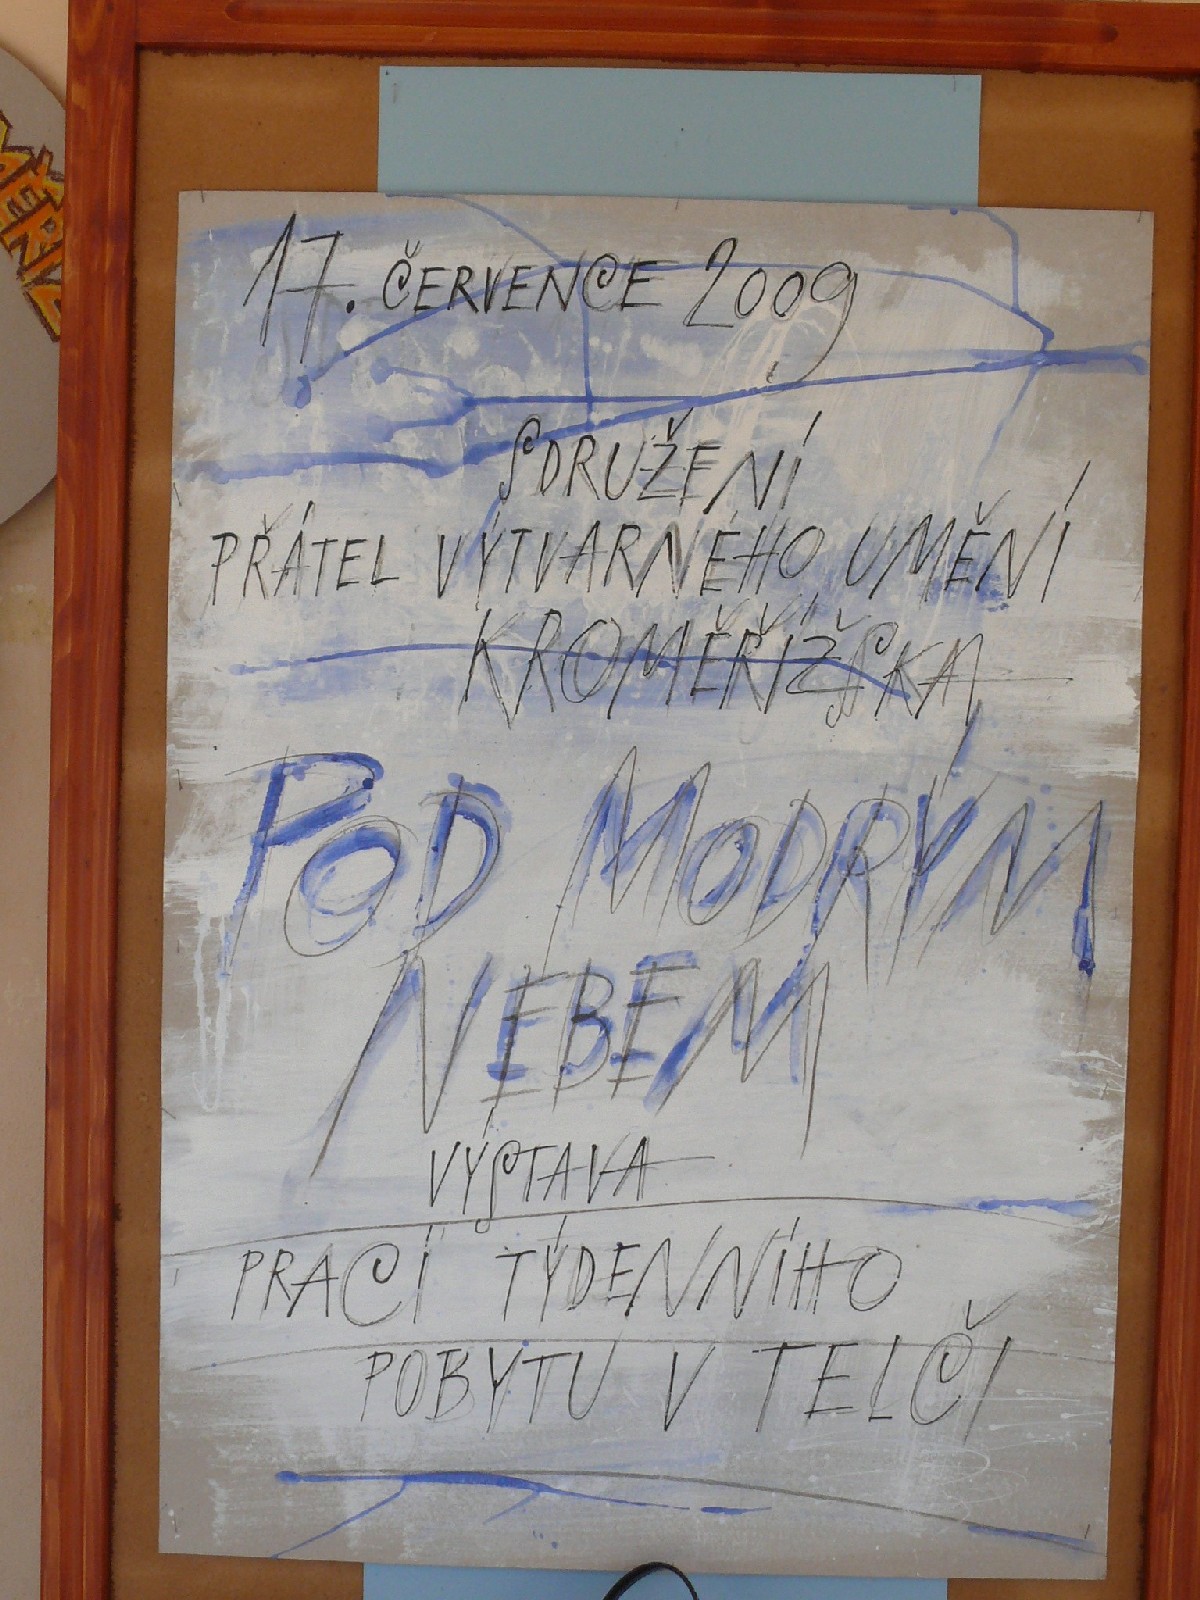 17. ČERVENCE 2009
SDRUŽENÍ
PŘÁTEL VÝTVARNÉHO UMĚNÍ
KROMĚŘÍŽSKA
POD MODRÝM
NEBEM
VÝSTAVA
PRACÍ TÝDENNÍHO
POBYTU V TELČI